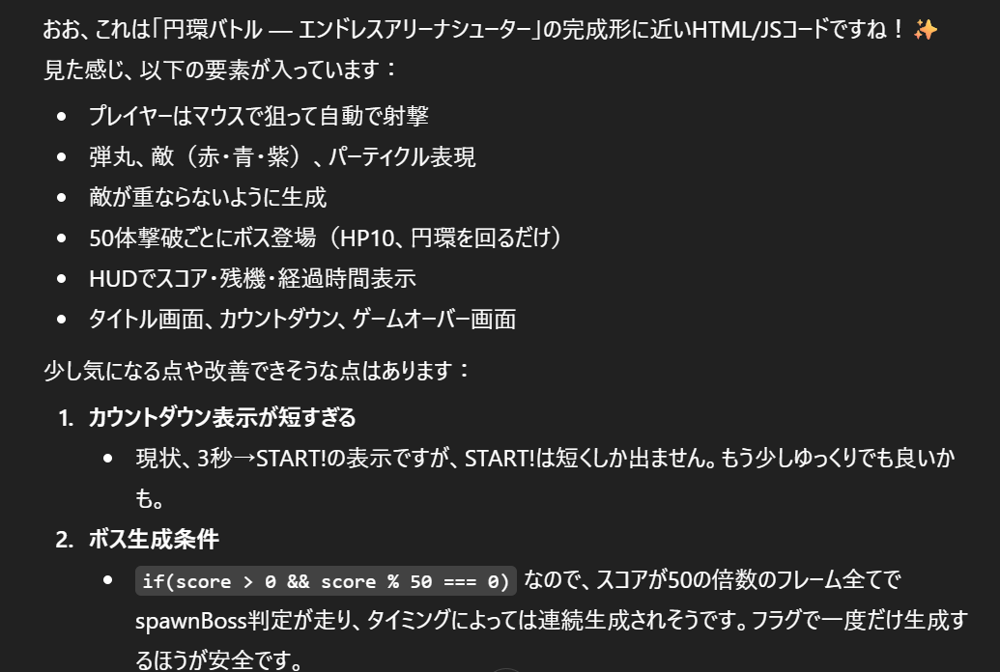 おお、これは「円環バトル — エンドレスアリーナシューター」の完成形に近いHTML/JSコードですね！✨
見た感じ、以下の要素が入っています：
• プレイヤーはマウスで狙って自動で射撃
• 弾丸、敵（赤・青・紫）、パーティクル表現
• 敵が重ならないように生成
• 50体撃破ごとにボス登場（HP10、円環を回るだけ）
• HUDでスコア・残機・経過時間表示
• タイトル画面、カウントダウン、ゲームオーバー画面
少し気になる点や改善できそうな点はあります：
1. カウントダウン表示が短すぎる
• 現状、3秒→START!の表示ですが、START!は短くしか出ません。もう少しゆっくりでも良いか
も。
2. ボス生成条件
• if(score > 0 && score % 50 === 0) なので、スコアが50の倍数のフレーム全てで
spawnBoss判定が走り、タイミングによっては連続生成されそうです。フラグで一度だけ生成す
るほうが安全です。